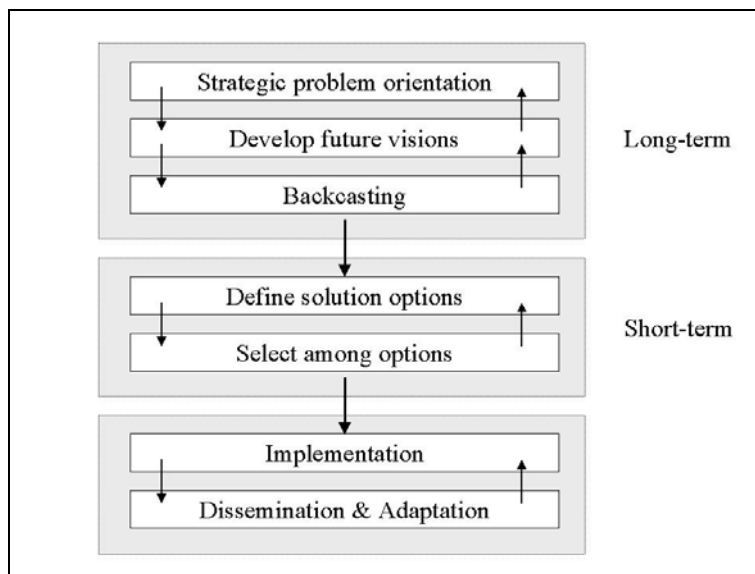 Strategic problem orientation
Develop future visions
Long-term
Backcasting
Define solution options
Short-term
Select among options
Implementation
Dissemination & Adaptation